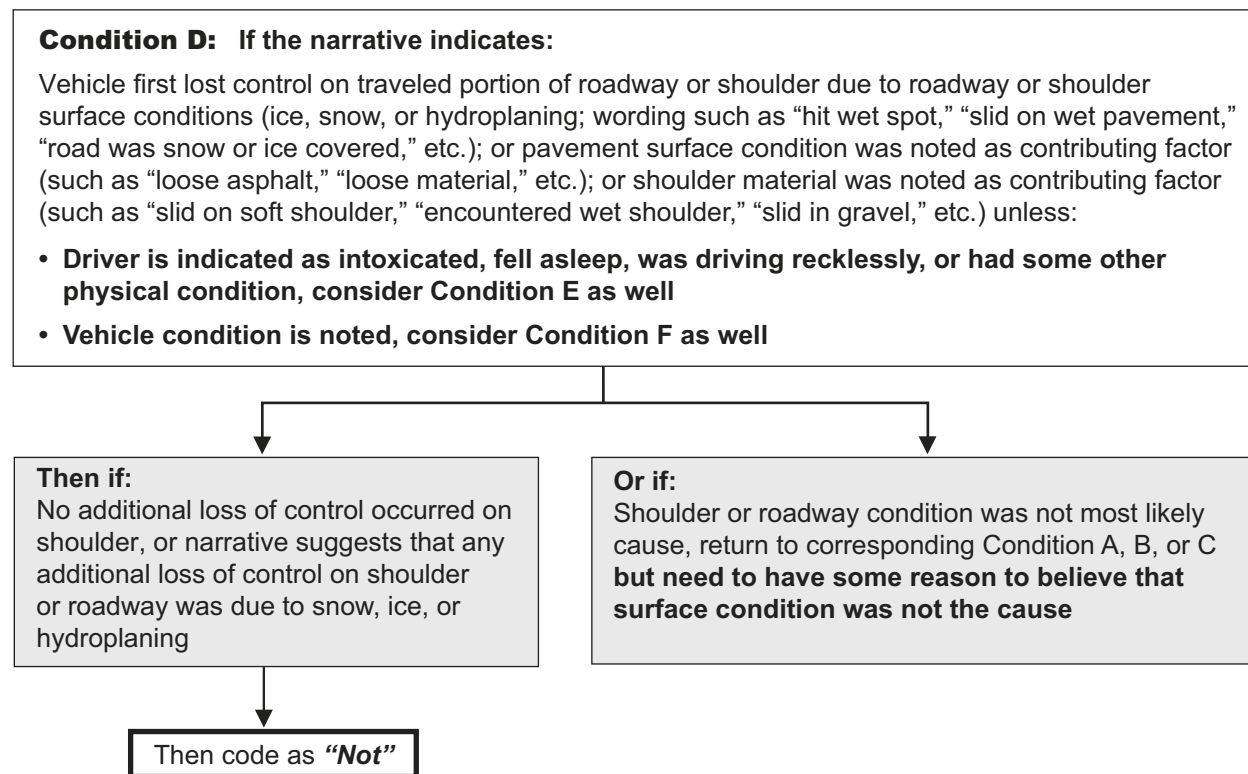 Condition D: If the narrative indicates:
Vehicle first lost control on traveled portion of roadway or shoulder due to roadway or shoulder
surface conditions (ice, snow, or hydroplaning; wording such as “hit wet spot,” “slid on wet pavement,”
“road was snow or ice covered,” etc.); or pavement surface condition was noted as contributing factor
(such as “loose asphalt,” “loose material,” etc.); or shoulder material was noted as contributing factor
(such as “slid on soft shoulder,” “encountered wet shoulder,” “slid in gravel,” etc.) unless:
• Driver is indicated as intoxicated, fell asleep, was driving recklessly, or had some other
physical condition, consider Condition E as well
• Vehicle condition is noted, consider Condition F as well
Then if:
No additional loss of control occurred on
shoulder, or narrative suggests that any
additional loss of control on shoulder
or roadway was due to snow, ice, or
hydroplaning
Or if:
Shoulder or roadway condition was not most likely
cause, return to corresponding Condition A, B, or C
but need to have some reason to believe that
surface condition was not the cause
Then code as “Not”